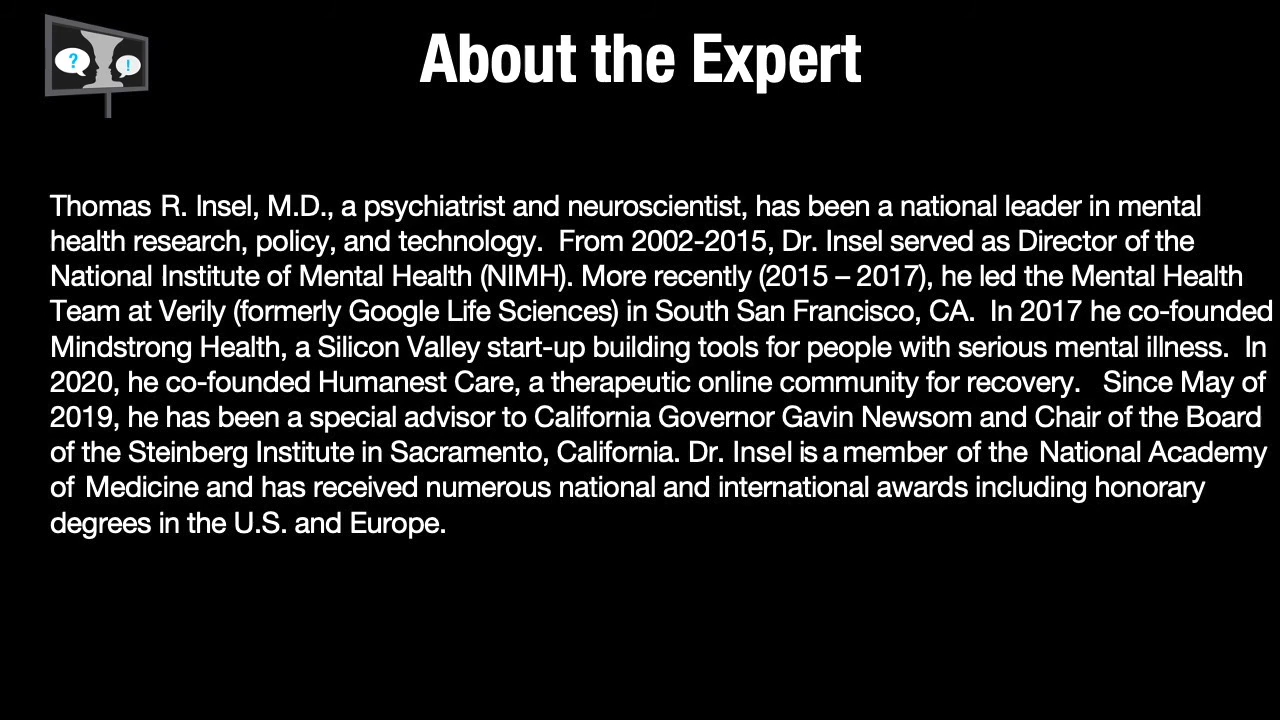 About the Expert
?
!
Thomas R. Insel, M.D., a psychiatrist and neuroscientist, has been a national leader in mental
health research, policy, and technology.  From 2002-2015, Dr. Insel served as Director of the
National Institute of Mental Health (NIMH). More recently (2015 – 2017), he led the Mental Health
Team at Verily (formerly Google Life Sciences) in South San Francisco, CA.  In 2017 he co-founded
Mindstrong Health, a Silicon Valley start-up building tools for people with serious mental illness.  In
2020, he co-founded Humanest Care, a therapeutic online community for recovery.   Since May of
2019, he has been a special advisor to California Governor Gavin Newsom and Chair of the Board
of the Steinberg Institute in Sacramento, California. Dr. Insel is a member of the National Academy
of Medicine and has received numerous national and international awards including honorary
degrees in the U.S. and Europe.